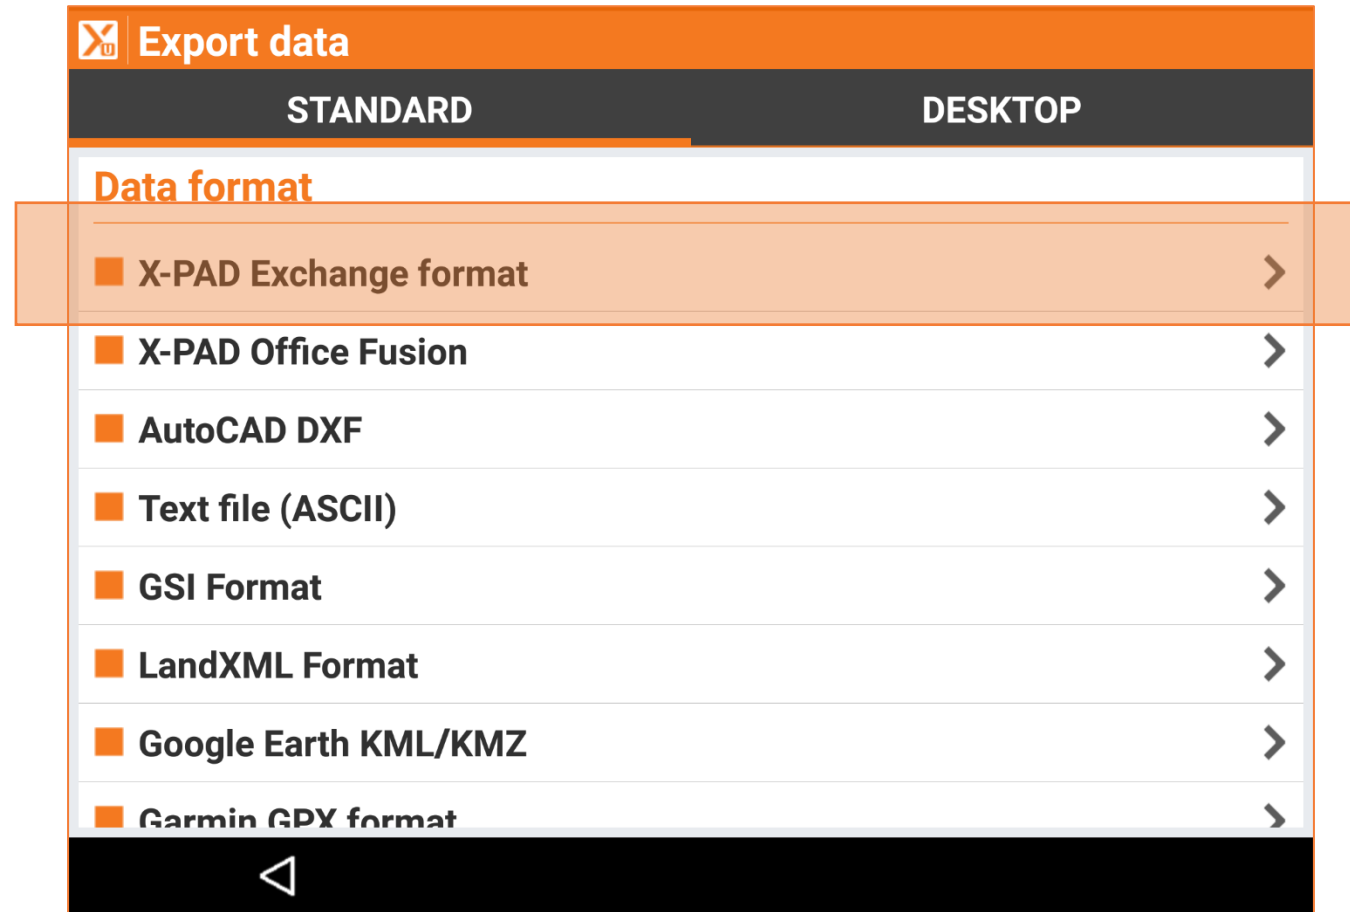 Export data
STANDARD
DESKTOP
Data format
X-PAD Exchange format
X-PAD Office Fusion
AutoCAD DXF
Text file (ASCII)
GSI Format
LandXML Format
Google Earth KML/KMZ
Garmin GPX format